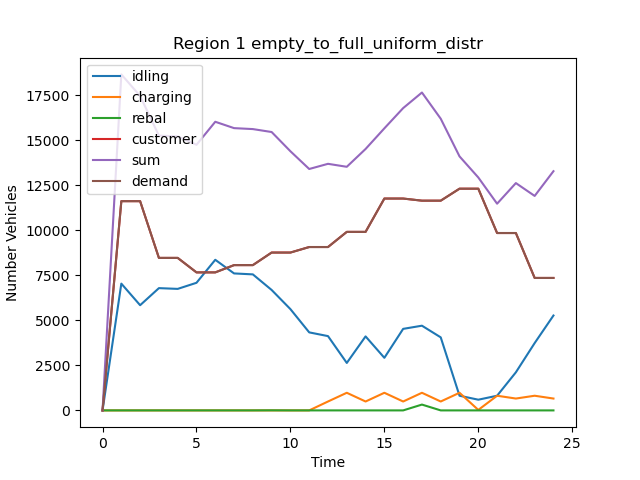 Region 1 empty_to_full_uniform_distr
idling
charging
rebal
customer
sum
demand
Number Vehicles
17500
15000
12500
10000
7500
5000
2500
0
0 5 10 15 20 25
Time